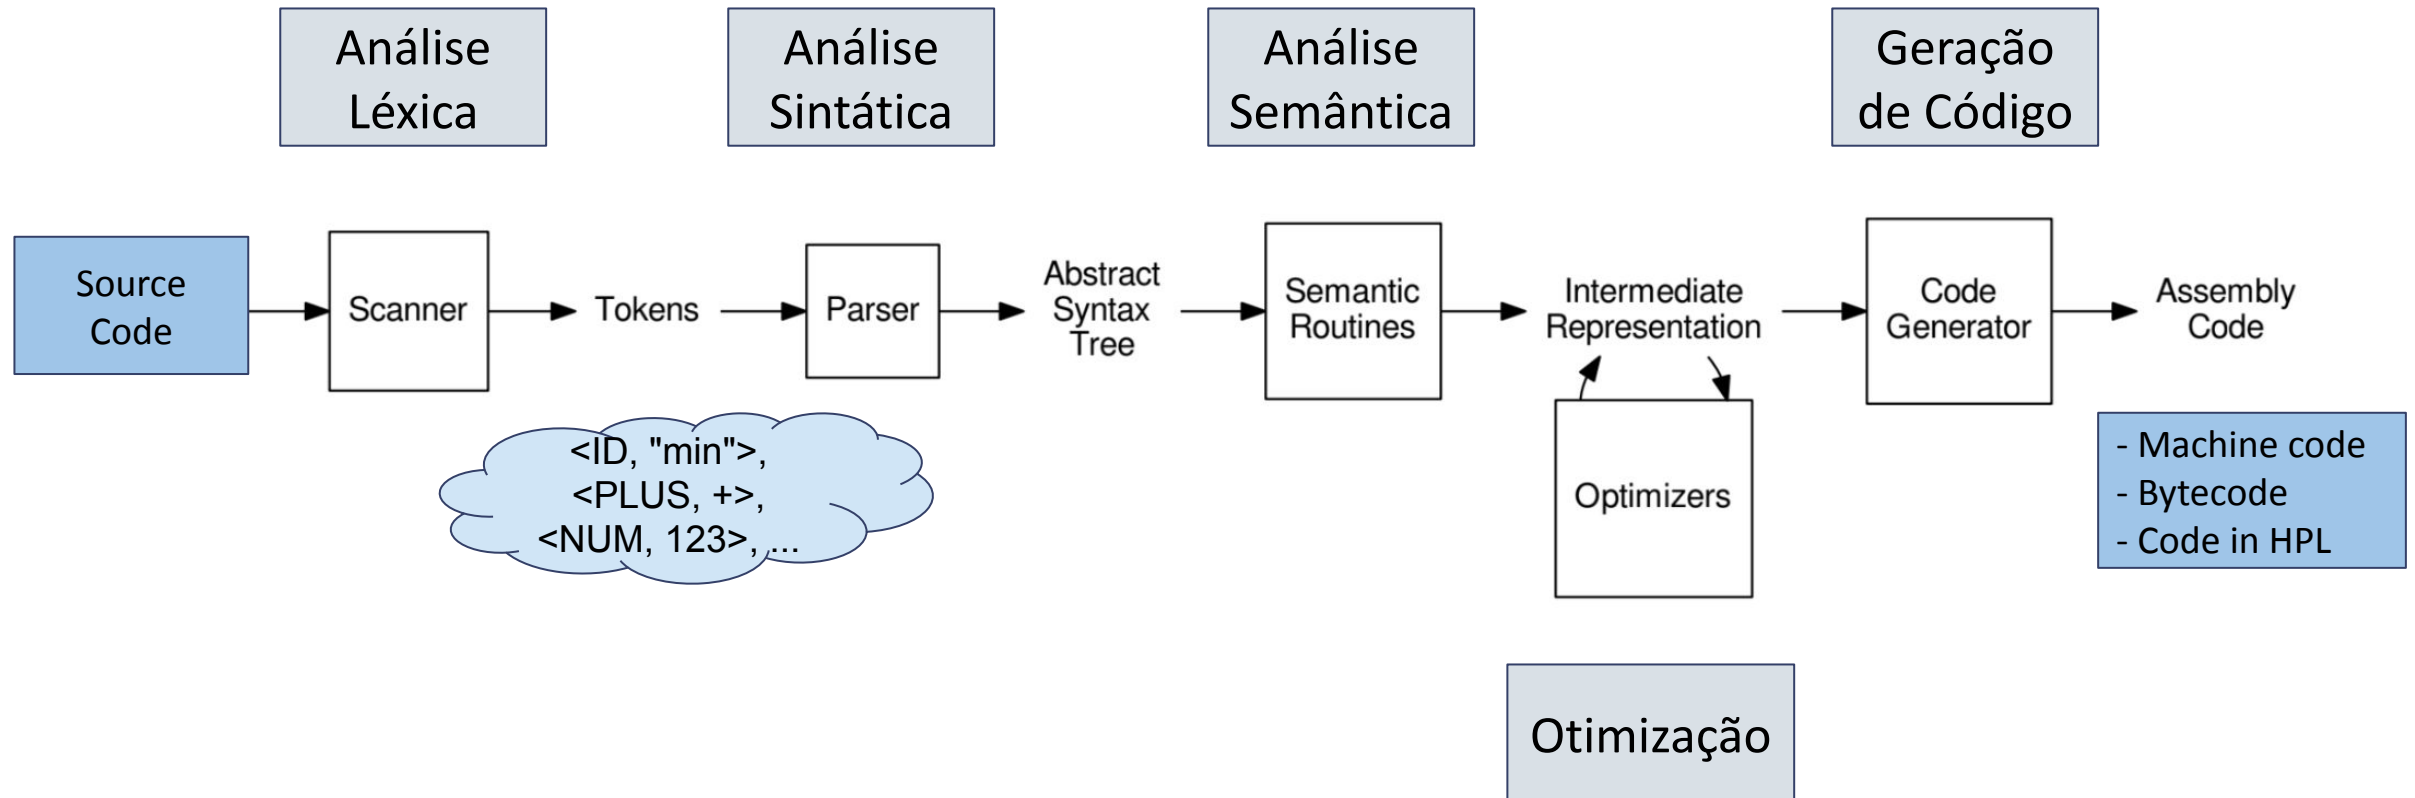 Análise
Léxica
Análise
Sintática
Análise
Semântica
Geração
de Código
Source
Code
Scanner
Tokens
Parser
Abstract
Syntax
Tree
Semantic
Routines
Intermediate
Representation
Code
Generator
Assembly
Code
<ID, "min">,
<PLUS, +>,
<NUM, 123>, ...
Optimizers
- Machine code
- Bytecode
- Code in HPL
Otimização